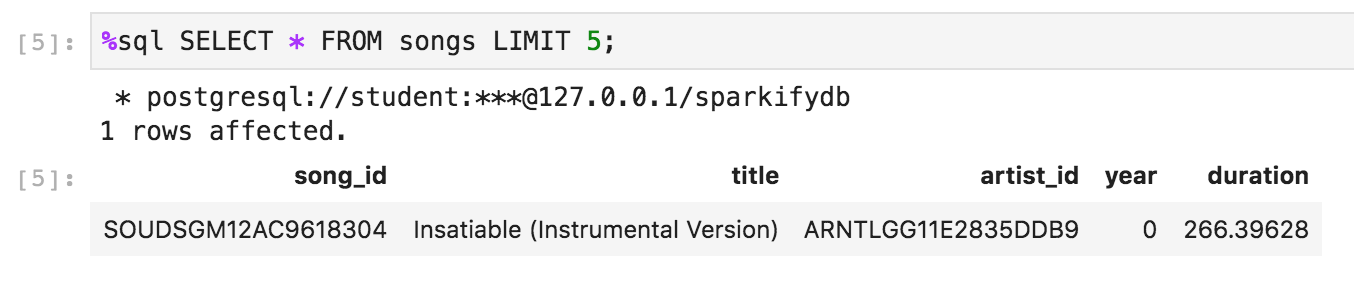 [5]: %sql SELECT * FROM songs LIMIT 5;
* postgresql://student:***@127.0.0.1/sparkifydb
1 rows affected.
[5]: song_id title artist_id year duration
SOUDSGM12AC9618304 Insatiable (Instrumental Version) ARNTLGG11E2835DDB9 0 266.39628